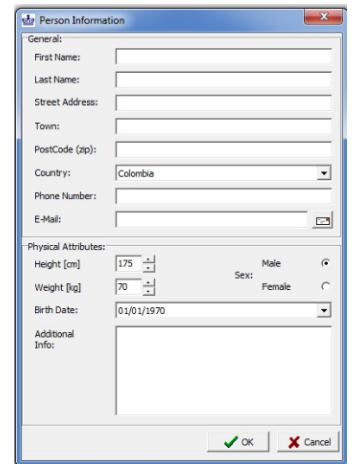 Person Information
General:
First Name:
Last Name:
Street Address:
Town:
PostCode (zip):
Country: Colombia
Phone Number:
E-Mail:
Physical Attributes:
Height [cm] 175 Male
Sex:
Weight [kg] 70 Female
Birth Date: 01/01/1970
Additional
Info:
OK Cancel